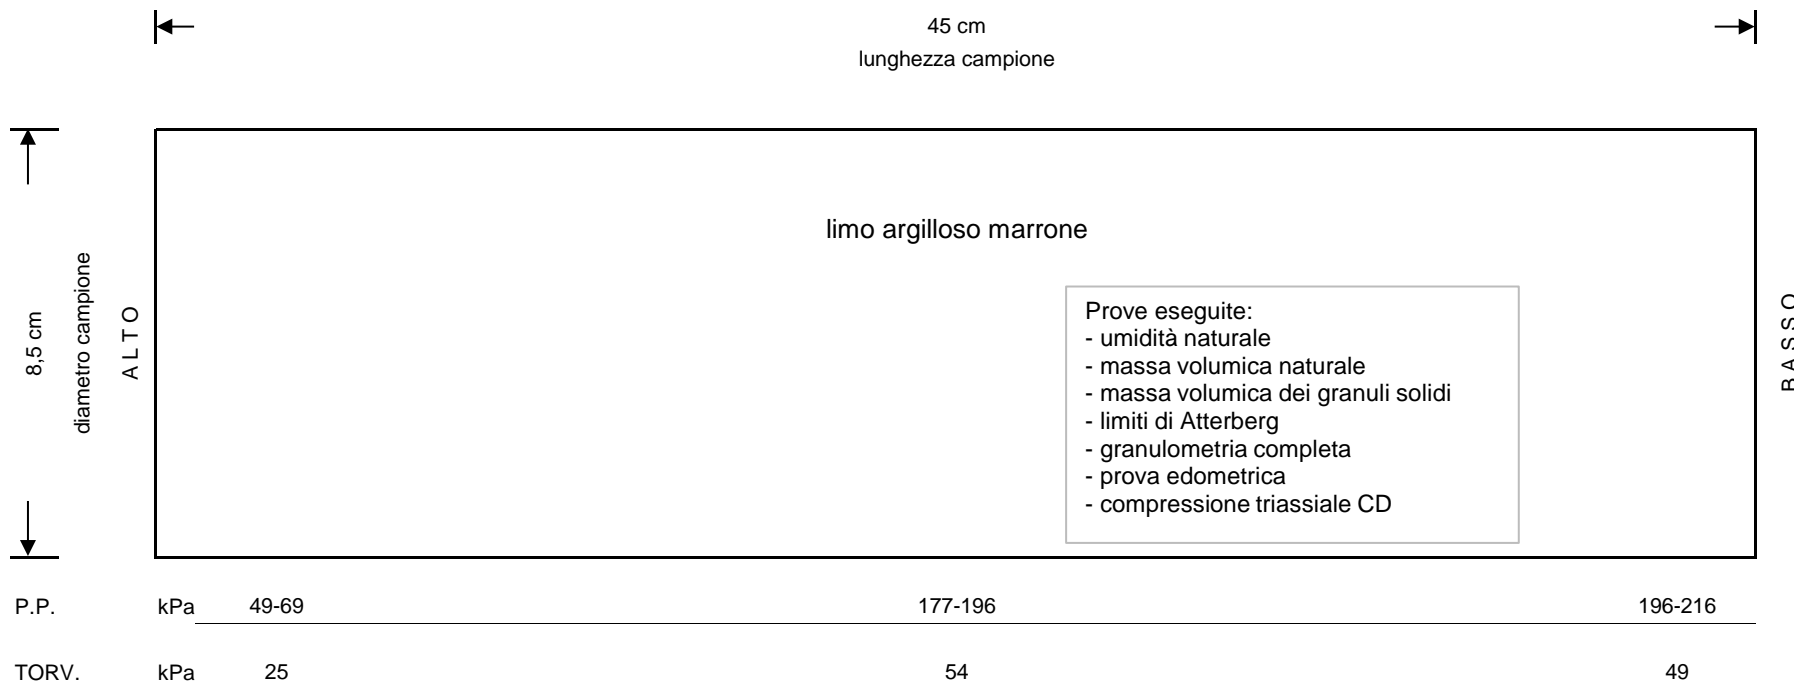 45 cm
lunghezza campione
8,5 cm
diametro campione
ALTO
limo argilloso marrone
Prove eseguite:
- umidità naturale
- massa volumica naturale
- massa volumica dei granuli solidi
- limiti di Atterberg
- granulometria completa
- prova edometrica
- compressione triassiale CD
BASSO
P.P. kPa 49-69 177-196 196-216
TORV. kPa 25 54 49